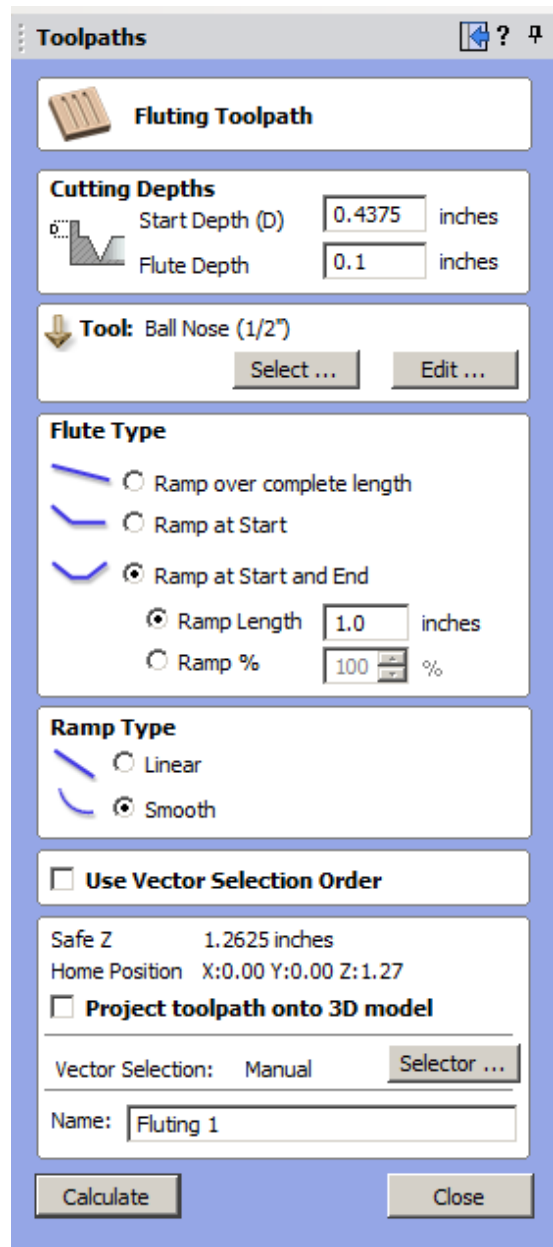 Toolpaths ?
Fluting Toolpath
Cutting Depths
D Start Depth (D) 0.4375 inches
Flute Depth 0.1 inches
Tool: Ball Nose (1/2")
Select ... Edit ...
Flute Type
Ramp over complete length
Ramp at Start
Ramp at Start and End
Ramp Length 1.0 inches
Ramp % 100 %
Ramp Type
Linear
Smooth
Use Vector Selection Order
Safe Z 1.2625 inches
Home Position X:0.00 Y:0.00 Z:1.27
Project toolpath onto 3D model
Vector Selection: Manual Selector ...
Name: Fluting 1
Calculate Close